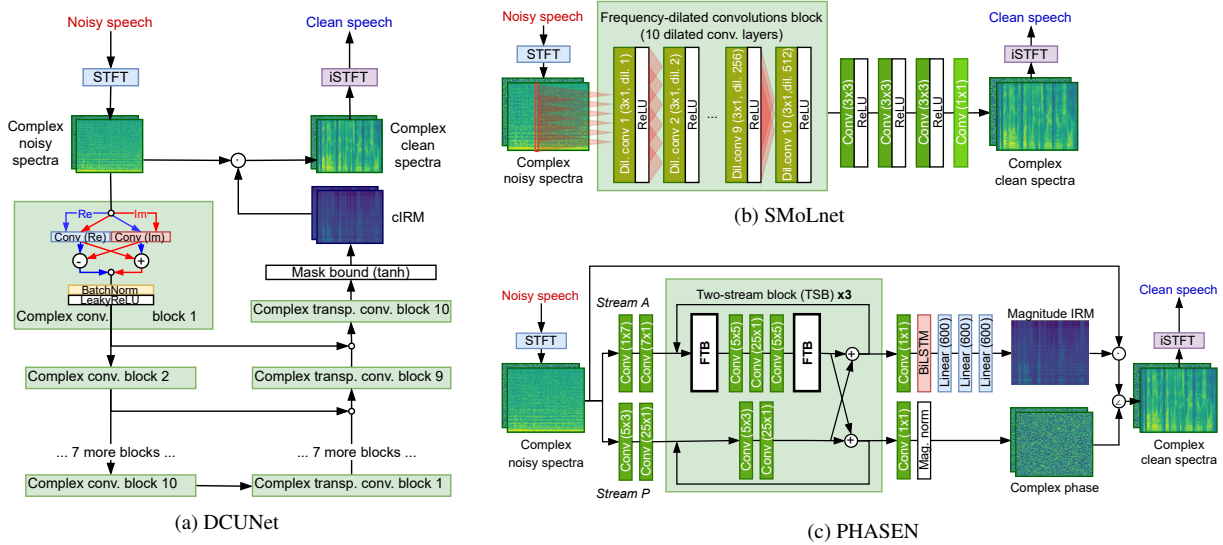 Noisy speech
STFT
Complex
noisy
spectra
Clean speech
iSTFT
Complex
clean
spectra
cIRM
Mask bound (tanh)
Re
Im
Conv (Re)
Conv (Im)
-
+
BatchNorm
LeakyReLU
Complex conv. block 1
Complex conv. block 2
... 7 more blocks ...
Complex conv. block 10
Complex transp. conv. block 10
Complex transp. conv. block 9
... 7 more blocks ...
Complex transp. conv. block 1
(a) DCUNet
Noisy speech
STFT
Complex
noisy spectra
Frequency-dilated convolutions block
(10 dilated conv. layers)
Dil. conv 1 (3x1, dil. 1)
ReLU
Dil. conv 2 (3x1, dil. 2)
ReLU
...
Dil.conv 9 (3x1, dil. 256)
ReLU
Dil.conv 10 (3x1, dil. 512)
ReLU
Conv (3x3)
ReLU
Conv (3x3)
ReLU
Conv (3x3)
ReLU
Conv (1x1)
Clean speech
iSTFT
Complex
clean spectra
(b) SMoLnet
Noisy speech
STFT
Complex
noisy spectra
Stream A
Conv (1x7)
Conv (7x1)
Stream P
Conv (5x3)
Conv (25x1)
Two-stream block (TSB) x3
FTB
Conv (5x5)
Conv (25x1)
Conv (5x5)
FTB
+
Conv (5x3)
Conv (25x1)
+
Conv (1x1)
BiLSTM
Linear (600)
Linear (600)
Linear (600)
Magnitude IRM
Conv (1x1)
Mag. norm
Complex phase
Clean speech
iSTFT
∠
Complex
clean spectra
(c) PHASEN